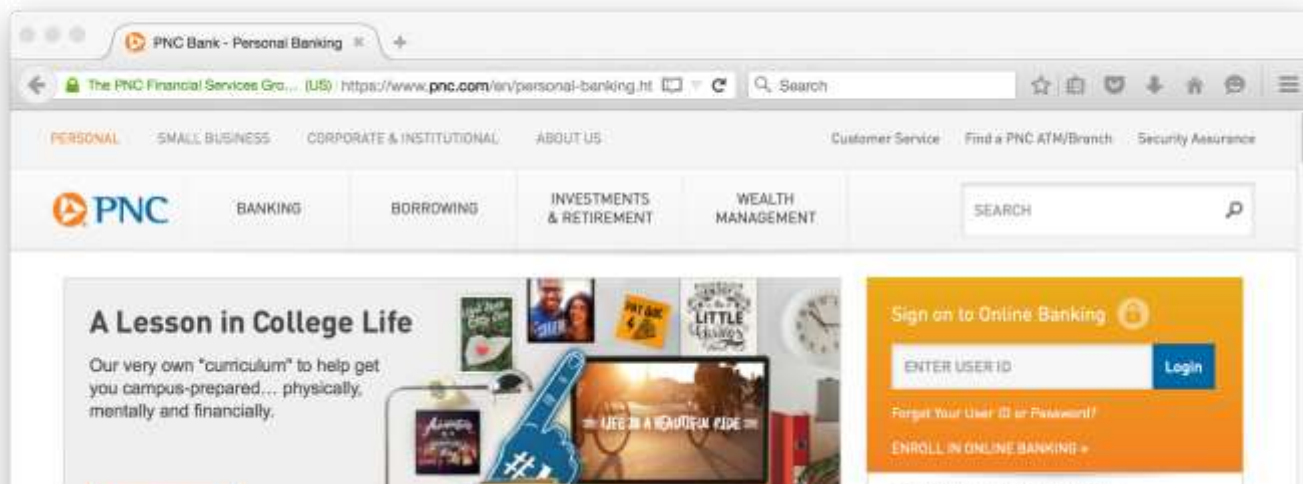 PNC Bank - Personal Banking
The PNC Financial Services Gro... (US) https://www.pnc.com/en/personal-banking.ht Search
PERSONAL SMALL BUSINESS CORPORATE & INSTITUTIONAL ABOUT US Customer Service Find a PNC ATM/Branch Security Assurance
PNC BANKING BORROWING INVESTMENTS & RETIREMENT WEALTH MANAGEMENT SEARCH
A Lesson in College Life
Our very own "curriculum" to help get
you campus-prepared... physically,
mentally and financially.
PAY GAS
LITTLE
LIFE IS A BEAUTIFUL RIDE
#1
Sign on to Online Banking
ENTER USER ID Login
Forgot Your User ID or Password?
ENROLL IN ONLINE BANKING »